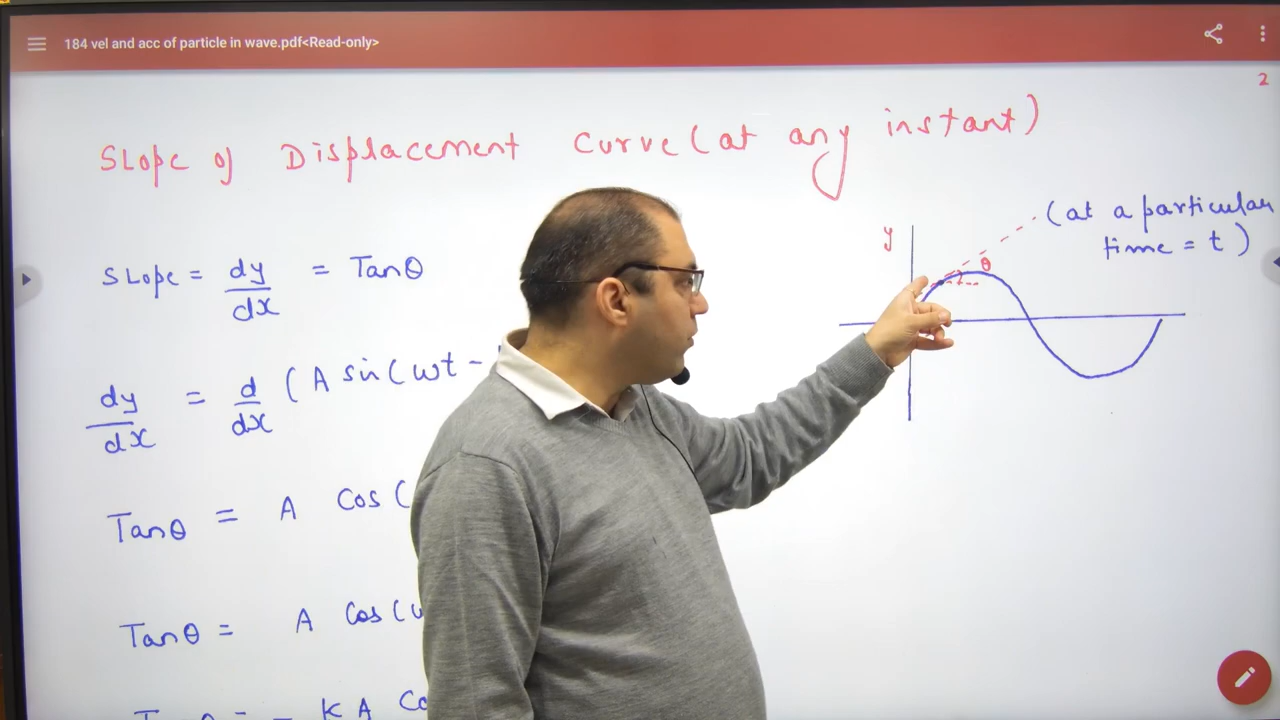 184 vel and acc of particle in wave.pdf<Read-only>
2
Slope of Displacement Curve (at any instant)
(at a particular
time = t)
y
θ
Slope = dy/dx = Tanθ
dy/dx = d/dx (A sin(ωt -
Tanθ = A Cos(
Tanθ = A Cos(
= - KA